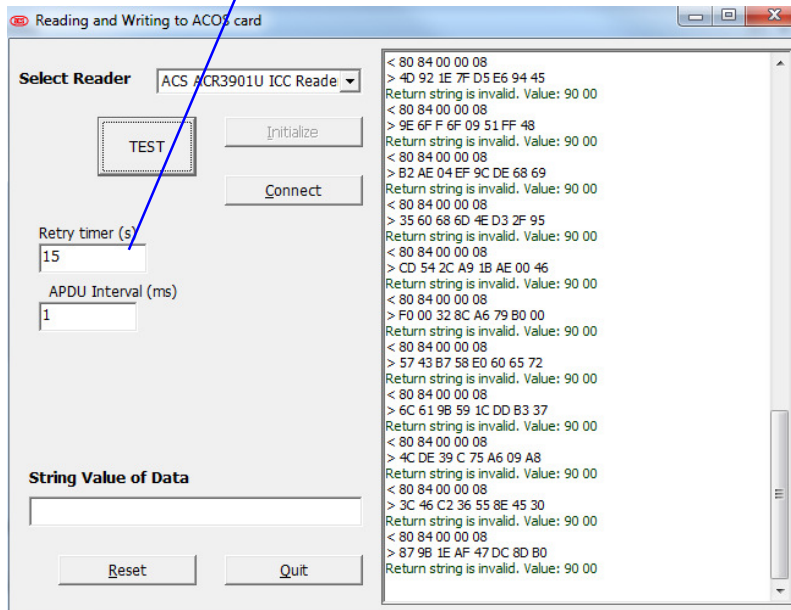 Reading and Writing to ACOS card
Select Reader
ACS ACR3901U ICC Reade
TEST
Initialize
Connect
Retry timer (s)
15
APDU Interval (ms)
1
String Value of Data
Reset
Quit
< 80 84 00 00 08
> 4D 92 1E 7F D5 E6 94 45
Return string is invalid. Value: 90 00
< 80 84 00 00 08
> 9E 6F F 6F 09 51 FF 48
Return string is invalid. Value: 90 00
< 80 84 00 00 08
> B2 AE 04 EF 9C DE 68 69
Return string is invalid. Value: 90 00
< 80 84 00 00 08
> 35 60 68 6D 4E D3 2F 95
Return string is invalid. Value: 90 00
< 80 84 00 00 08
> CD 54 2C A9 1B AE 00 46
Return string is invalid. Value: 90 00
< 80 84 00 00 08
> F0 00 32 8C A6 79 B0 00
Return string is invalid. Value: 90 00
< 80 84 00 00 08
> 57 43 B7 58 E0 60 65 72
Return string is invalid. Value: 90 00
< 80 84 00 00 08
> 6C 61 9B 59 1C DD B3 37
Return string is invalid. Value: 90 00
< 80 84 00 00 08
> 4C DE 39 C 75 A6 09 A8
Return string is invalid. Value: 90 00
< 80 84 00 00 08
> 3C 46 C2 36 55 8E 45 30
Return string is invalid. Value: 90 00
< 80 84 00 00 08
> 87 9B 1E AF 47 DC 8D B0
Return string is invalid. Value: 90 00